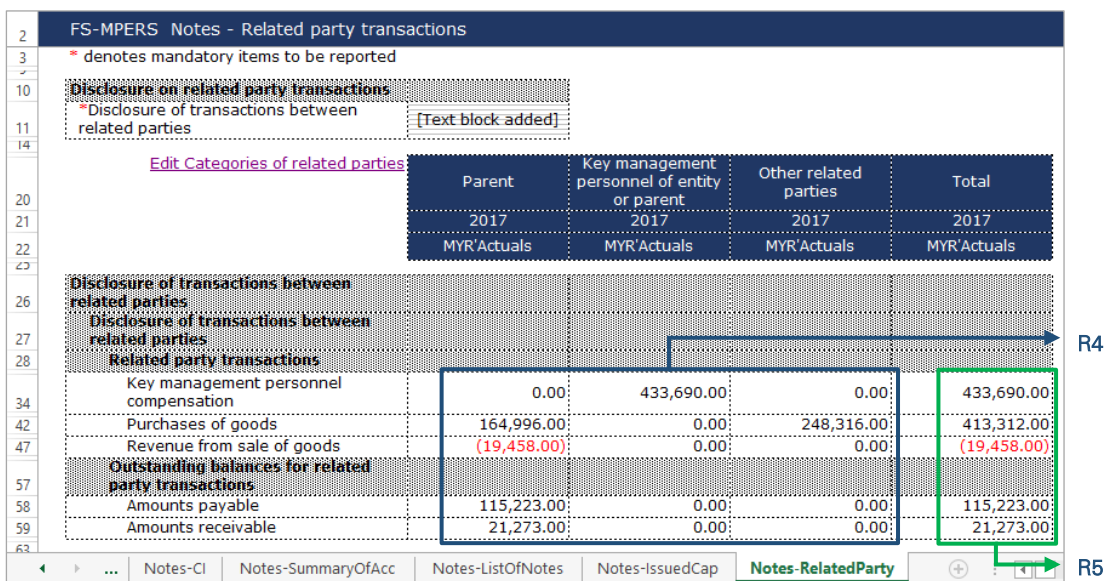 2 FS-MPERS Notes - Related party transactions
3 * denotes mandatory items to be reported
10 Disclosure on related party transactions
*Disclosure of transactions between
11 related parties [Text block added]
14
Edit Categories of related parties
20 Parent Key management personnel of entity or parent Other related parties Total
21 2017 2017 2017 2017
22 MYR'Actuals MYR'Actuals MYR'Actuals MYR'Actuals
25
Disclosure of transactions between
26 related parties
Disclosure of transactions between
27 related parties
R4
28 Related party transactions
Key management personnel
34 compensation 0.00 433,690.00 0.00 433,690.00
42 Purchases of goods 164,996.00 0.00 248,316.00 413,312.00
47 Revenue from sale of goods (19,458.00) 0.00 0.00 (19,458.00)
Outstanding balances for related
57 party transactions
58 Amounts payable 115,223.00 0.00 0.00 115,223.00
59 Amounts receivable 21,273.00 0.00 0.00 21,273.00
63
... Notes-CI Notes-SummaryOfAcc Notes-ListOfNotes Notes-IssuedCap Notes-RelatedParty
R5